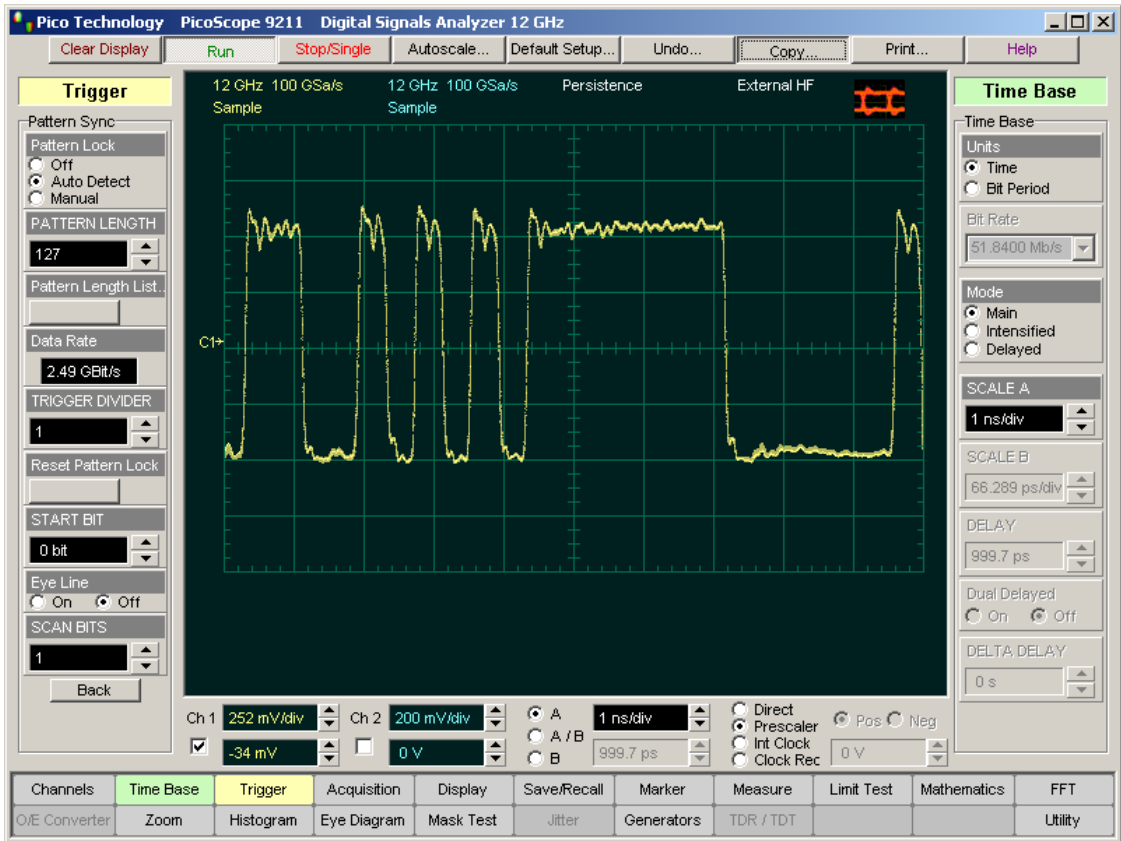 Pico Technology PicoScope 9211 Digital Signals Analyzer 12 GHz
Clear Display Run Stop/Single Autoscale... Default Setup... Undo... Copy... Print... Help
Trigger
Pattern Sync
Pattern Lock
Off
Auto Detect
Manual
PATTERN LENGTH
127
Pattern Length List..
Data Rate
2.49 GBit/s
TRIGGER DIVIDER
1
Reset Pattern Lock
START BIT
0 bit
Eye Line
On Off
SCAN BITS
1
Back
12 GHz 100 GSa/s 12 GHz 100 GSa/s Persistence External HF
Sample Sample
C1
Time Base
Time Base
Units
Time
Bit Period
Bit Rate
51.8400 Mb/s
Mode
Main
Intensified
Delayed
SCALE A
1 ns/div
SCALE B
66.289 ps/div
DELAY
999.7 ps
Dual Delayed
On Off
DELTA DELAY
0 s
Ch 1 252 mV/div Ch 2 200 mV/div
-34 mV 0 V
A
A / B
B
1 ns/div
999.7 ps
Direct
Prescaler
Int Clock
Clock Rec
Pos Neg
0 V
Channels Time Base Trigger Acquisition Display Save/Recall Marker Measure Limit Test Mathematics FFT
O/E Converter Zoom Histogram Eye Diagram Mask Test Jitter Generators TDR / TDT Utility